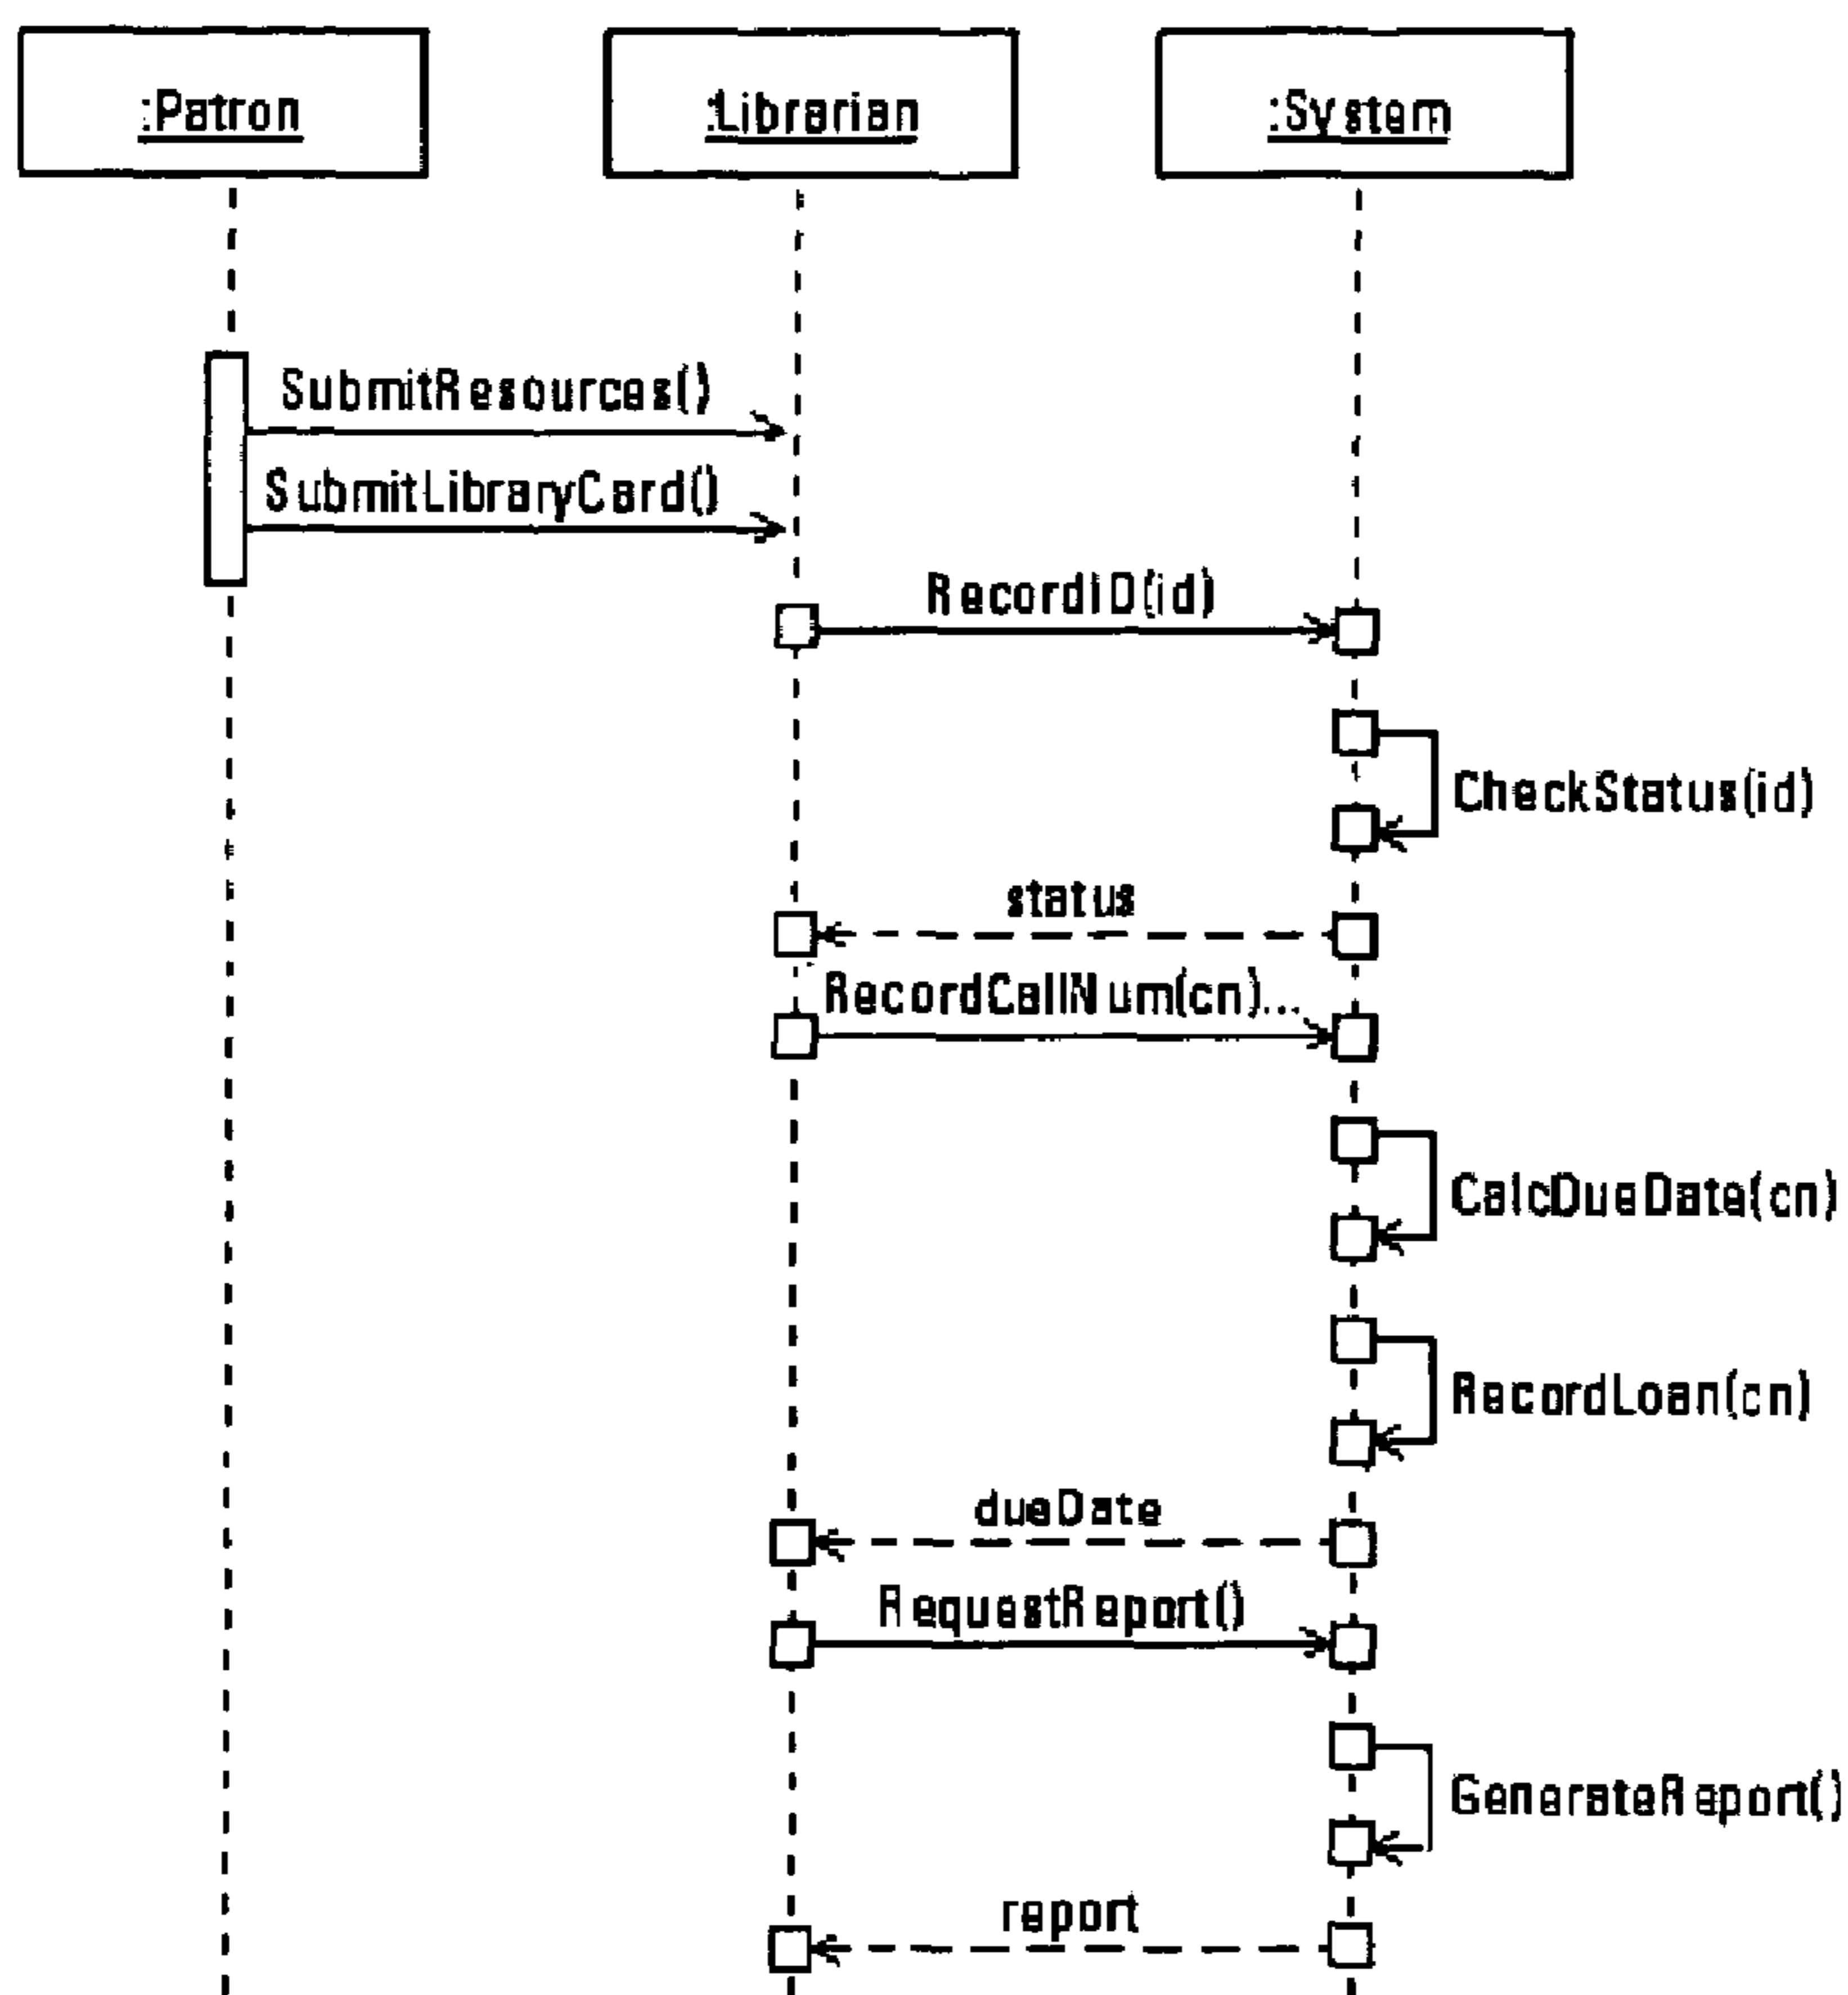 :Patron
:Librarian
:System
SubmitResources()
SubmitLibraryCard()
RecordID(id)
CheckStatus(id)
status
RecordCallNum(cn)...
CalcDueDate(cn)
RecordLoan(cn)
dueDate
RequestReport()
GenerateReport()
report